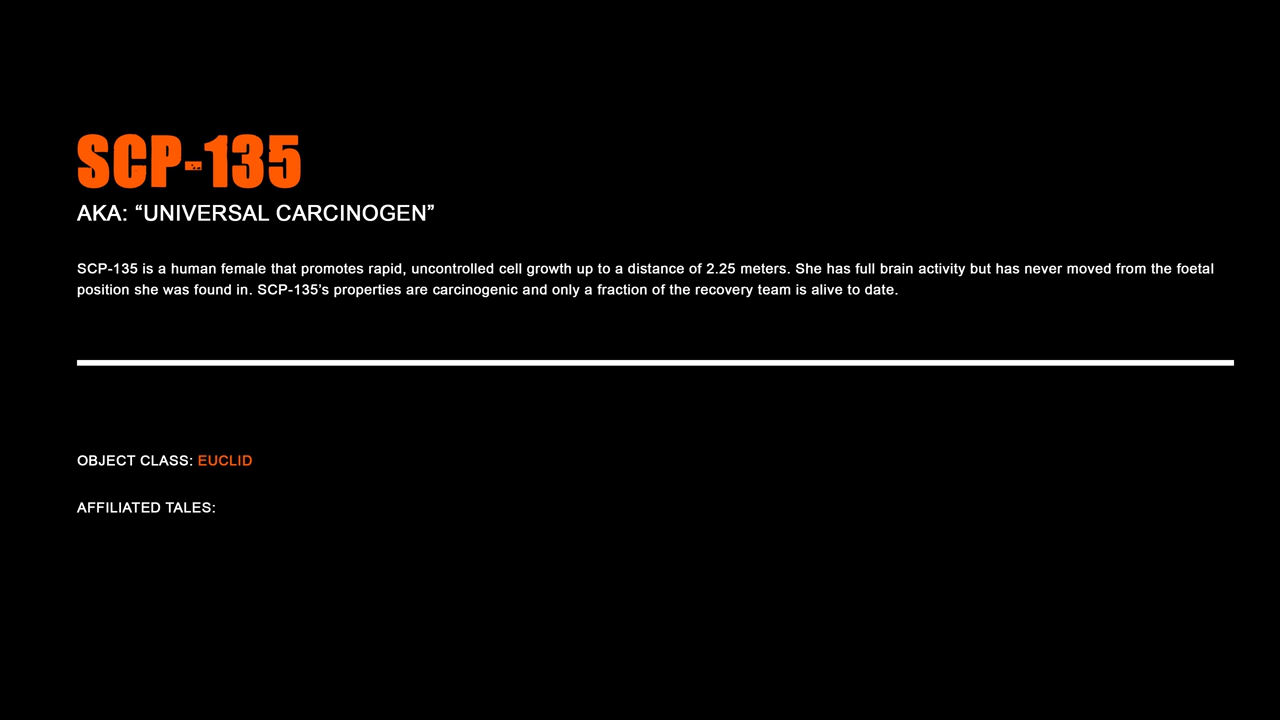 SCP-135
AKA: “UNIVERSAL CARCINOGEN”
SCP-135 is a human female that promotes rapid, uncontrolled cell growth up to a distance of 2.25 meters. She has full brain activity but has never moved from the foetal
position she was found in. SCP-135’s properties are carcinogenic and only a fraction of the recovery team is alive to date.
OBJECT CLASS: EUCLID
AFFILIATED TALES: